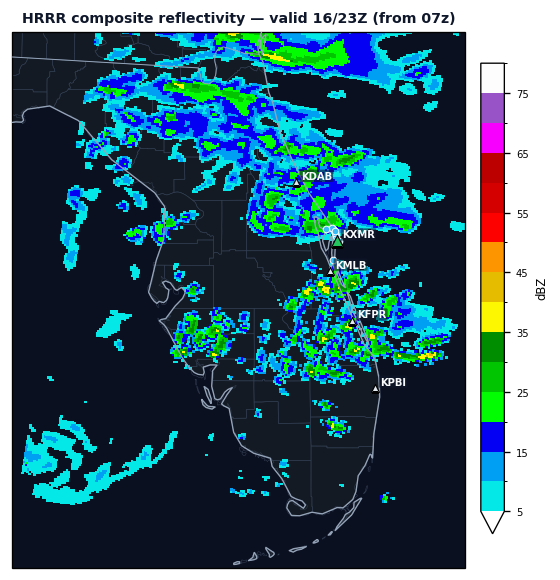 HRRR composite reflectivity — valid 16/23Z (from 07z)
KDAB
KXMR
KMLB
KFPR
KPBI
75
65
55
45
35
25
15
5
dBZ